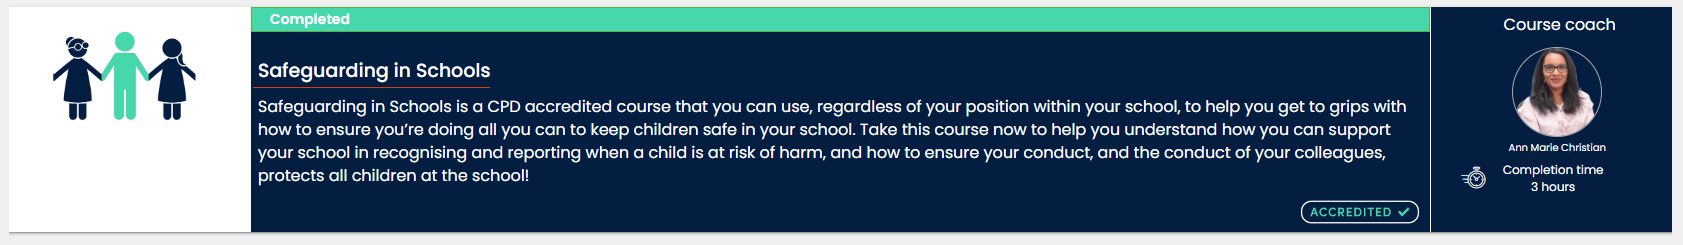 Completed
Safeguarding in Schools
Safeguarding in Schools is a CPD accredited course that you can use, regardless of your position within your school, to help you get to grips with
how to ensure you’re doing all you can to keep children safe in your school. Take this course now to help you understand how you can support
your school in recognising and reporting when a child is at risk of harm, and how to ensure your conduct, and the conduct of your colleagues,
protects all children at the school!
ACCREDITED
Course coach
Ann Marie Christian
Completion time
3 hours